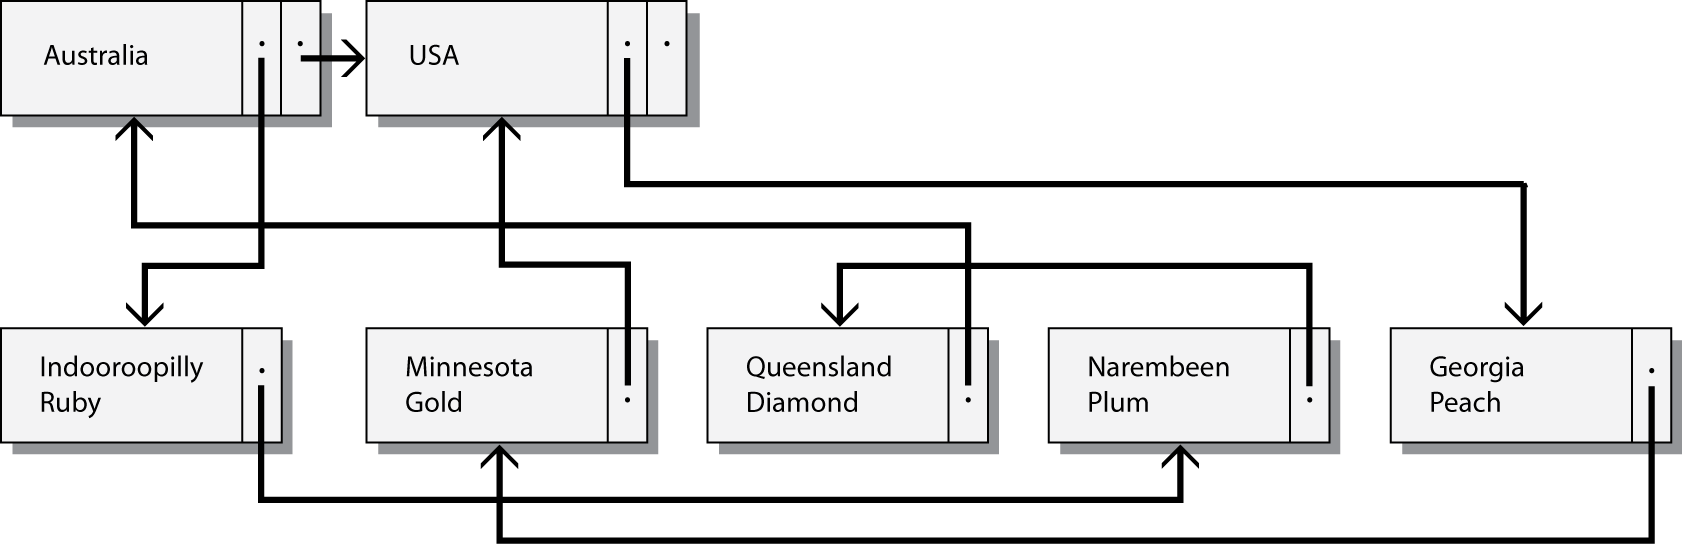 Australia
USA
Indooroopilly
Ruby
Minnesota
Gold
Queensland
Diamond
Narembeen
Plum
Georgia
Peach